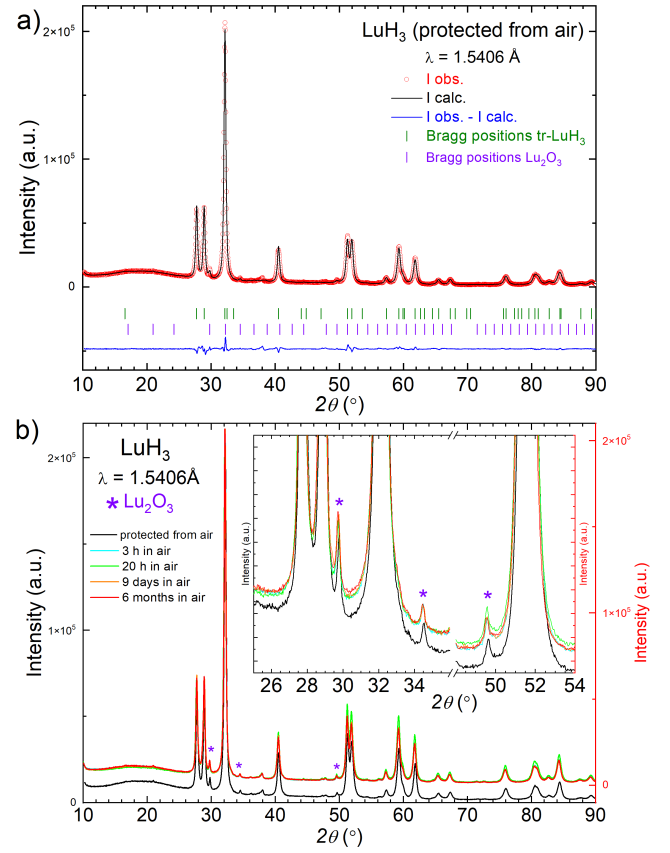 a)
LuH3 (protected from air)
λ = 1.5406 Å
I obs.
I calc.
I obs. - I calc.
Bragg positions tr-LuH3
Bragg positions Lu2O3
Intensity (a.u.)
2×10⁵
1×10⁵
0
10 20 30 40 50 60 70 80 90
2θ (°)
b)
LuH3
λ = 1.5406Å
* Lu2O3
protected from air
3 h in air
20 h in air
9 days in air
6 months in air
Intensity (a.u.)
2×10⁵
1×10⁵
0
Intensity (a.u.)
* * *
Intensity (a.u.)
25 26 28 30 32 34 50 52 54
2θ (°)
2×10⁵
1×10⁵
0
Intensity (a.u.)
* * *
10 20 30 40 50 60 70 80 90
2θ (°)